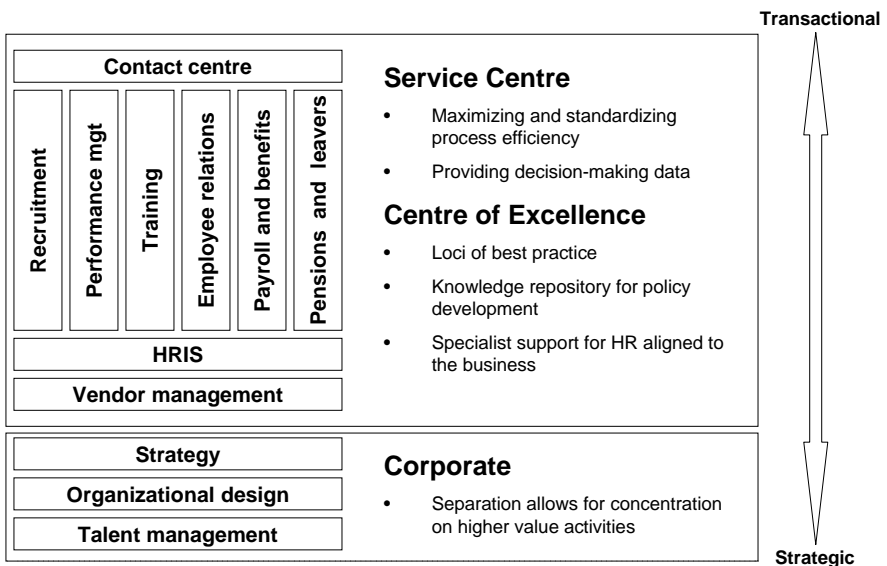 Transactional
Contact centre
Recruitment
Performance mgt
Training
Employee relations
Payroll and benefits
Pensions and leavers
HRIS
Vendor management
Service Centre
• Maximizing and standardizing
process efficiency
• Providing decision-making data
Centre of Excellence
• Loci of best practice
• Knowledge repository for policy
development
• Specialist support for HR aligned to
the business
Strategy
Organizational design
Talent management
Corporate
• Separation allows for concentration
on higher value activities
Strategic